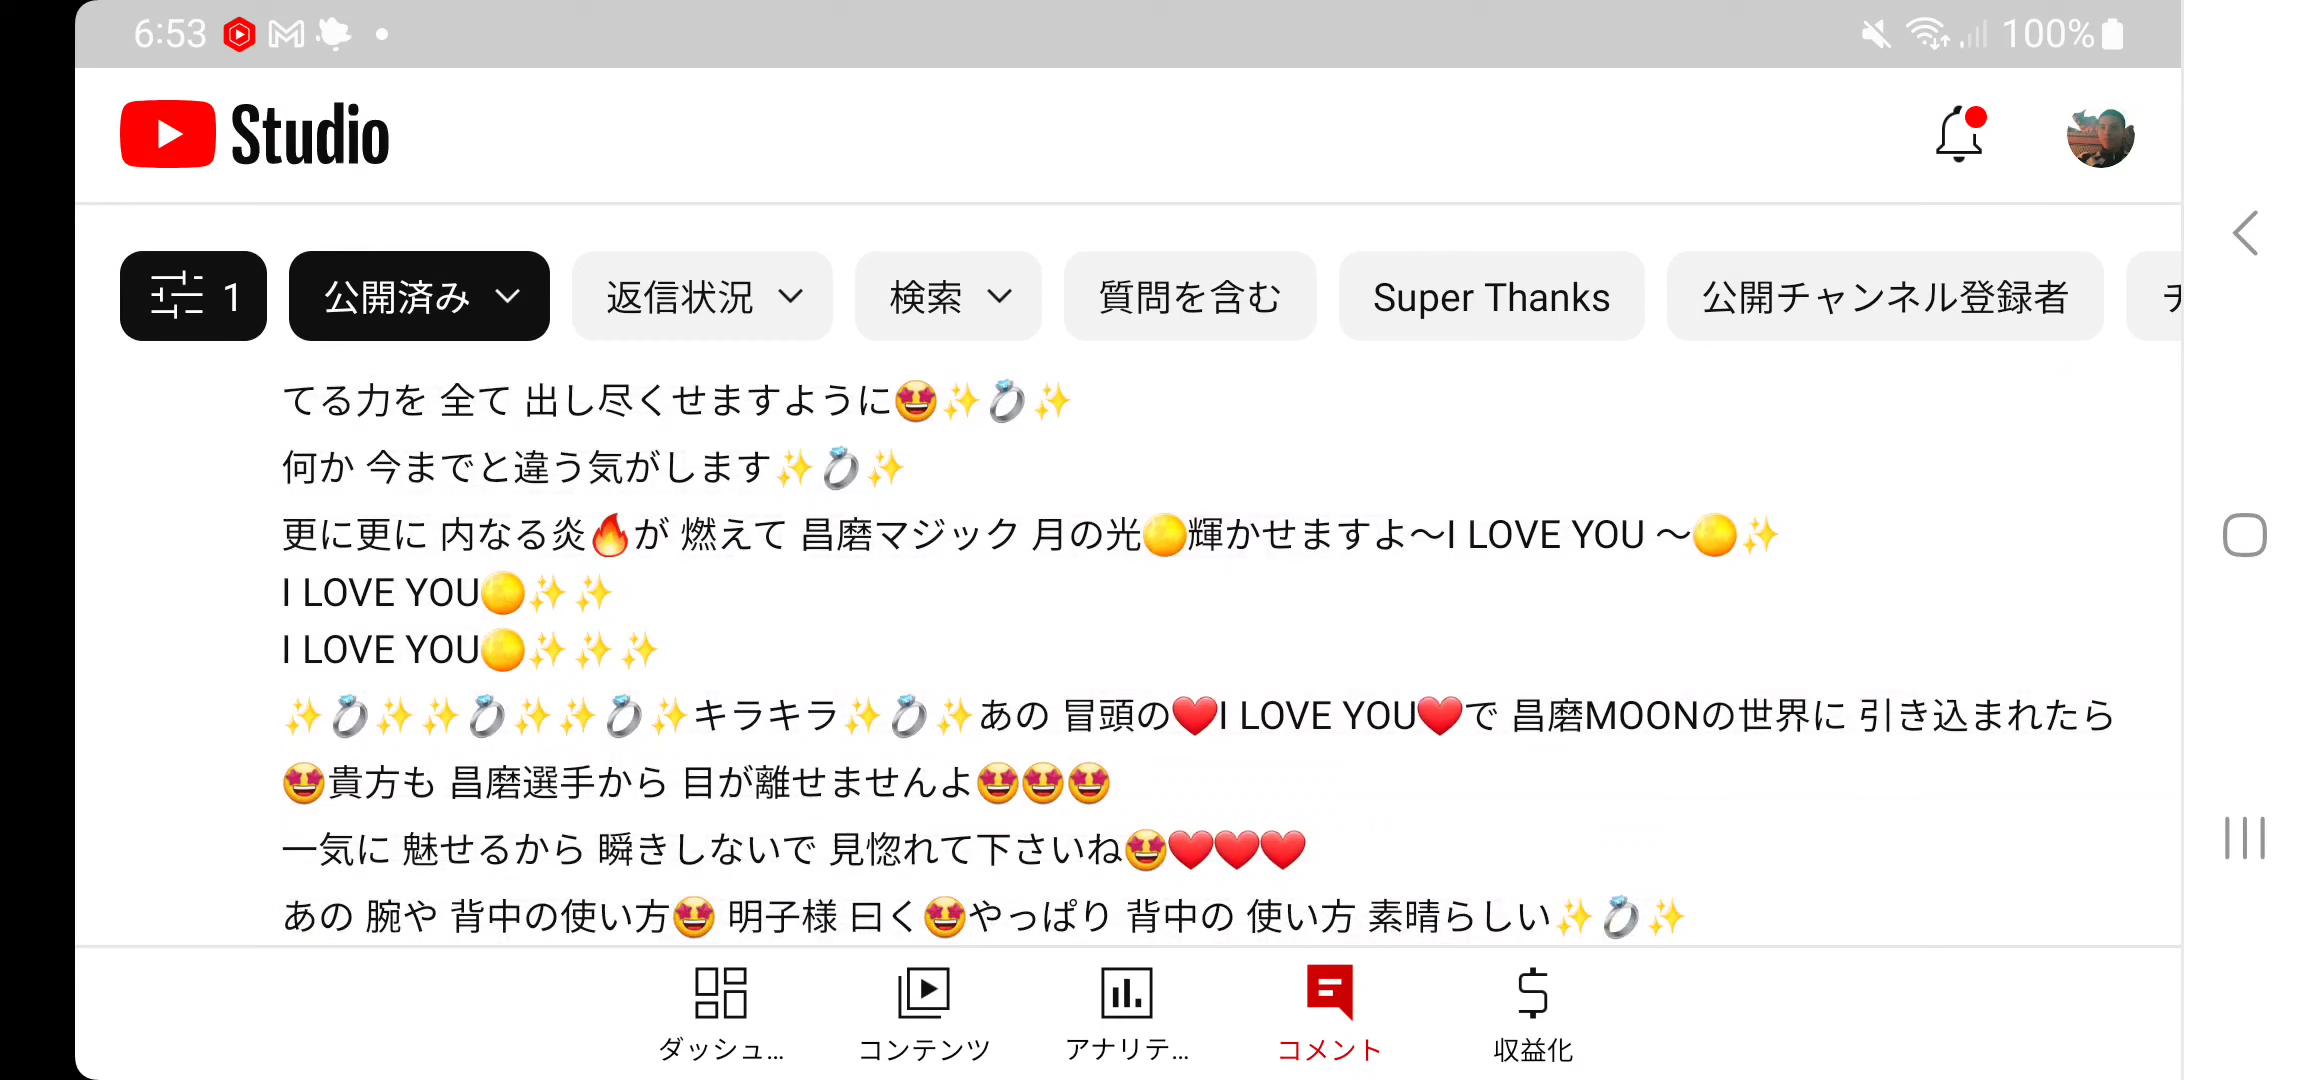 6:53
100%
Studio
1 公開済み 返信状況 検索 質問を含む Super Thanks 公開チャンネル登録者
てる力を 全て 出し尽くせますように🤩✨💍✨
何か 今までと違う気がします✨💍✨
更に更に 内なる炎🔥が 燃えて 昌磨マジック 月の光🌕輝かせますよ〜I LOVE YOU 〜🌕✨
I LOVE YOU🌕✨✨
I LOVE YOU🌕✨✨✨
✨💍✨✨💍✨✨💍✨キラキラ✨💍✨あの 冒頭の❤️I LOVE YOU❤️で 昌磨MOONの世界に 引き込まれたら
🤩貴方も 昌磨選手から 目が離せませんよ🤩🤩🤩
一気に 魅せるから 瞬きしないで 見惚れて下さいね🤩❤️❤️❤️
あの 腕や 背中の使い方🤩 明子様 曰く🤩やっぱり 背中の 使い方 素晴らしい✨💍✨
ダッシュ... コンテンツ アナリテ... コメント 収益化